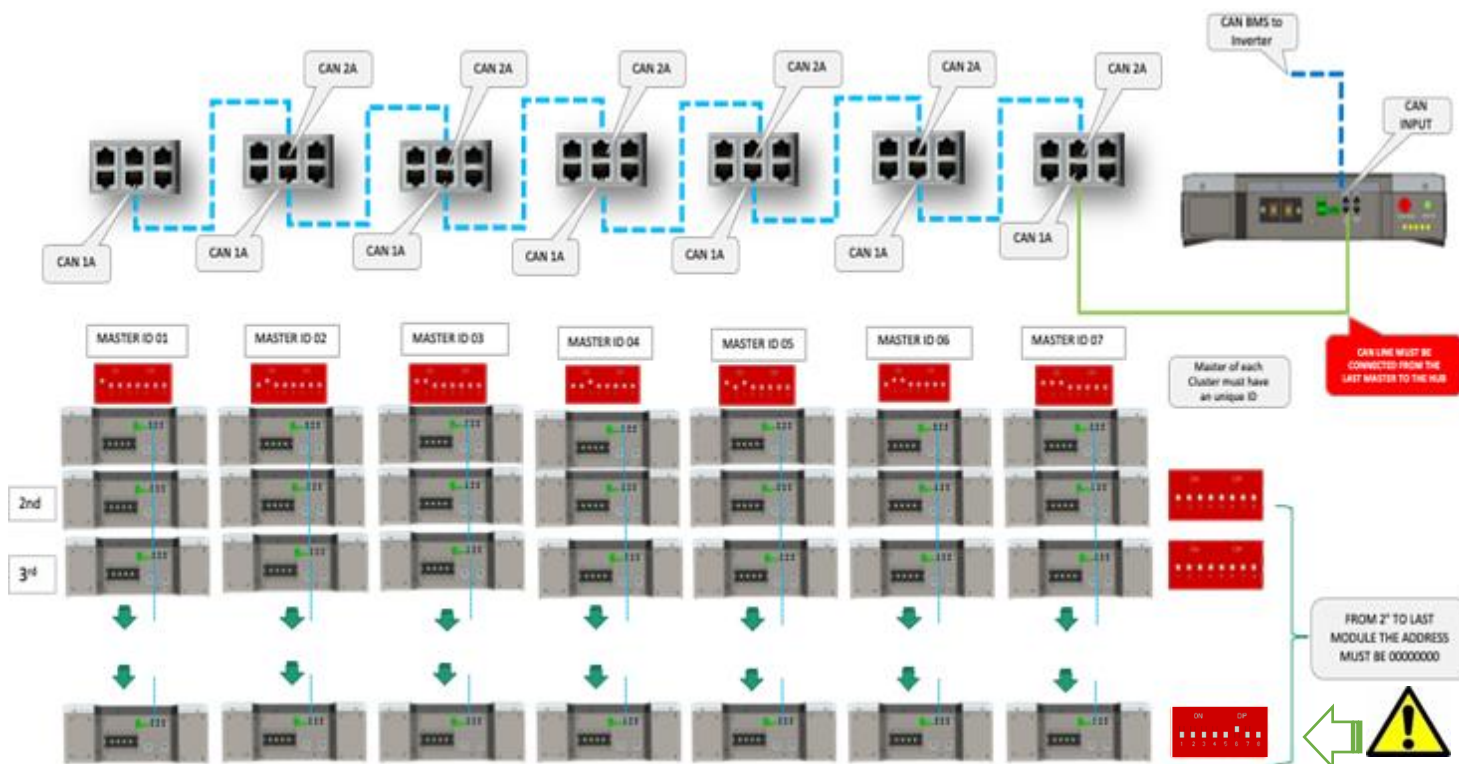 CAN BMS to
Inverter
CAN 2A
CAN 2A
CAN 2A
CAN 2A
CAN 2A
CAN 2A
CAN
INPUT
CAN 1A
CAN 1A
CAN 1A
CAN 1A
CAN 1A
CAN 1A
CAN 1A
MASTER ID 01
MASTER ID 02
MASTER ID 03
MASTER ID 04
MASTER ID 05
MASTER ID 06
MASTER ID 07
Master of each
Cluster must have
an unique ID
CAN LINE MUST BE
CONNECTED FROM THE
LAST MASTER TO THE HUB
2nd
3rd
FROM 2° TO LAST
MODULE THE ADDRESS
MUST BE 00000000
ON DIP
1 2 3 4 5 6 7 8